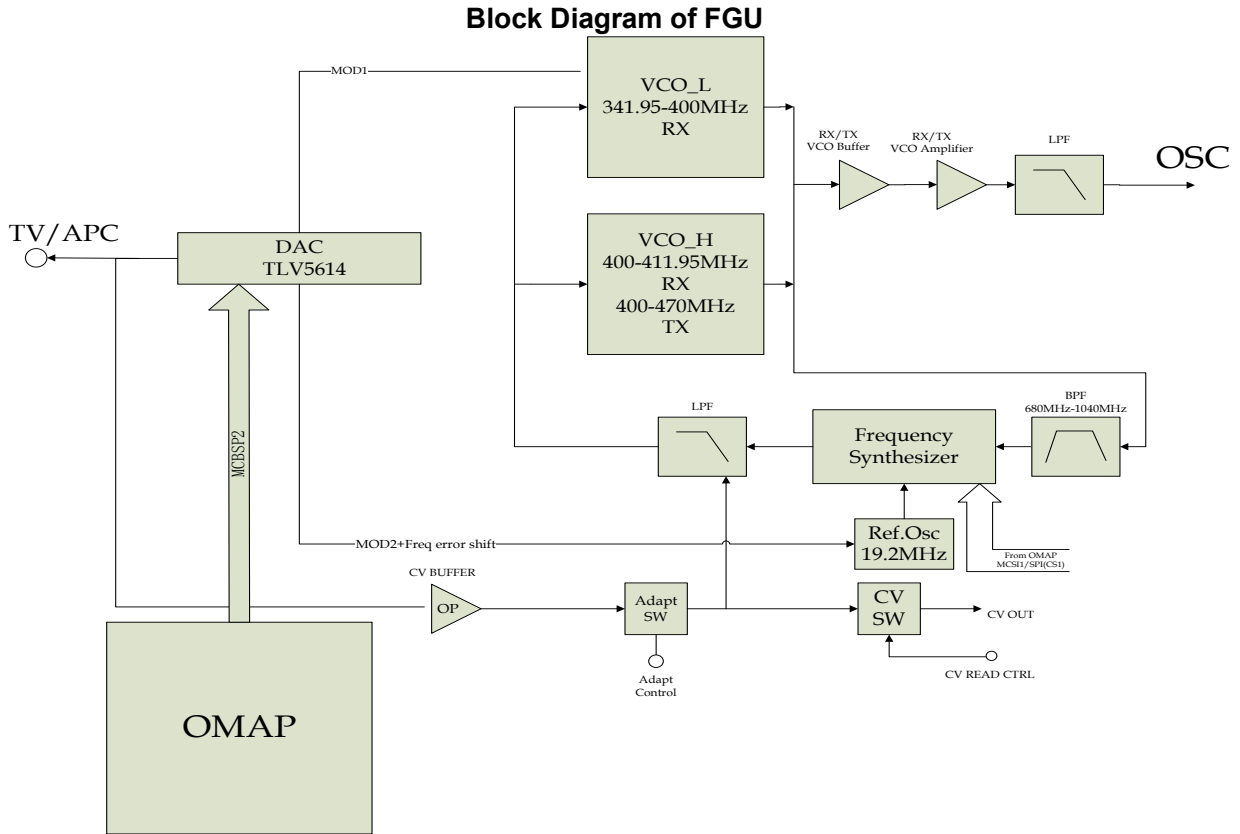 Block Diagram of FGU
MOD1
VCO_L
341.95-400MHz
RX
RX/TX
VCO Buffer
RX/TX
VCO Amplifier
LPF
OSC
TV/APC
DAC
TLV5614
VCO_H
400-411.95MHz
RX
400-470MHz
TX
MCBSP2
LPF
Frequency
Synthesizer
BPF
680MHz-1040MHz
MOD2+Freq error shift
Ref.Osc
19.2MHz
From OMAP
MCSI1/SPI(CS1)
CV BUFFER
OP
Adapt
SW
CV
SW
CV OUT
Adapt
Control
CV READ CTRL
OMAP